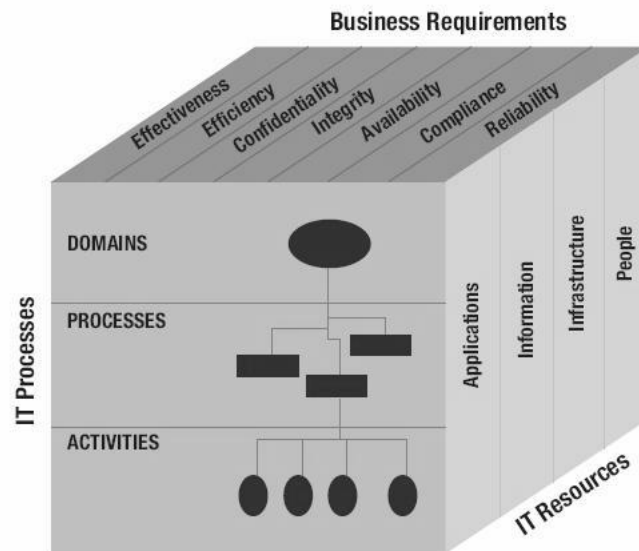 Business Requirements
Effectiveness
Efficiency
Confidentiality
Integrity
Availability
Compliance
Reliability
IT Processes
DOMAINS
PROCESSES
ACTIVITIES
Applications
Information
Infrastructure
People
IT Resources